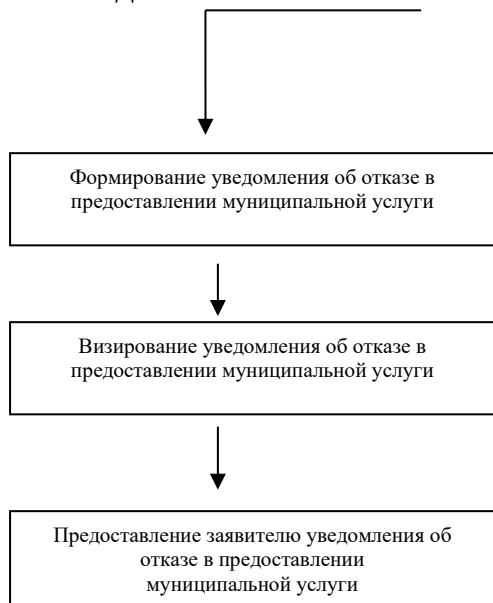 Формирование уведомления об отказе в
предоставлении муниципальной услуги
Визирование уведомления об отказе в
предоставлении муниципальной услуги
Предоставление заявителю уведомления об
отказе в предоставлении
муниципальной услуги